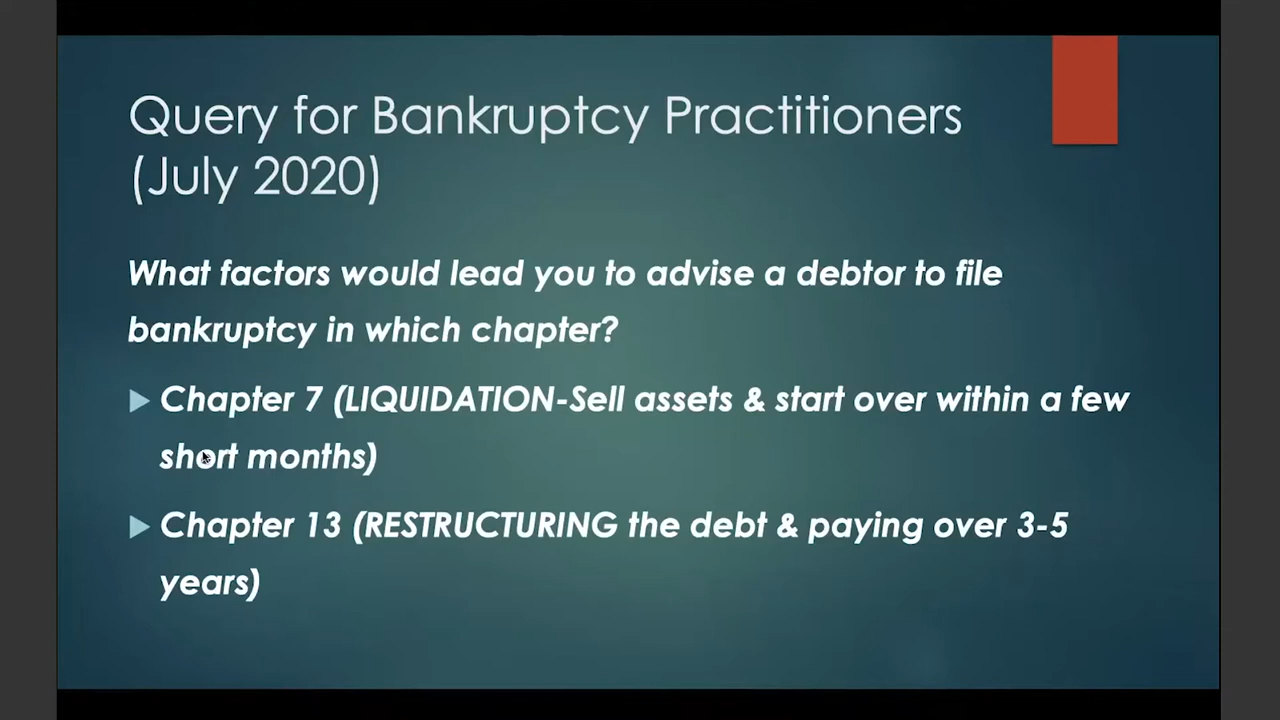 Query for Bankruptcy Practitioners
(July 2020)
What factors would lead you to advise a debtor to file
bankruptcy in which chapter?
Chapter 7 (LIQUIDATION-Sell assets & start over within a few
short months)
Chapter 13 (RESTRUCTURING the debt & paying over 3-5
years)